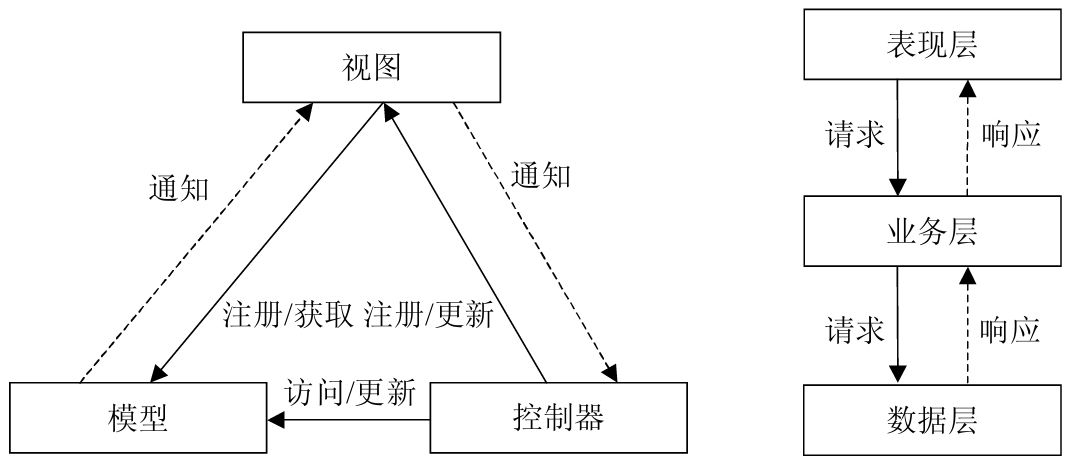 视图
通知
通知
注册/获取 注册/更新
访问/更新
模型
控制器
表现层
请求
响应
业务层
请求
响应
数据层